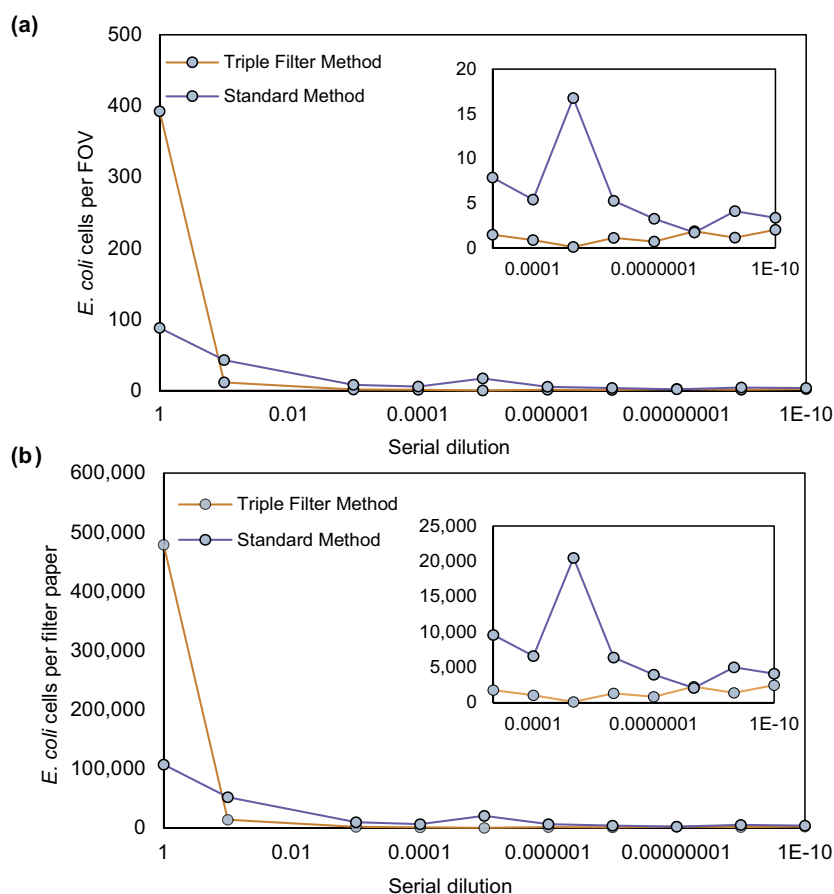 (a)
500
400
300
200
100
0
E. coli cells per FOV
Triple Filter Method
Standard Method
20
15
10
5
0
0.0001 0.0000001 1E-10
1 0.01 0.0001 0.000001 0.00000001 1E-10
Serial dilution
(b)
600,000
500,000
400,000
300,000
200,000
100,000
0
E. coli cells per filter paper
Triple Filter Method
Standard Method
25,000
20,000
15,000
10,000
5,000
0
0.0001 0.0000001 1E-10
1 0.01 0.0001 0.000001 0.00000001 1E-10
Serial dilution